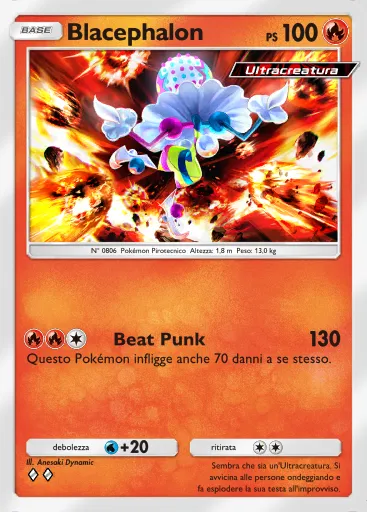 BASE Blacephalon PS 100
Ultracreatura
N° 0806 Pokémon Pirotecnico Altezza: 1,8 m Peso: 13,0 kg
Beat Punk 130
Questo Pokémon infligge anche 70 danni a se stesso.
debolezza +20 ritirata
Ill. Anesaki Dynamic
Sembra che sia un'Ultracreatura. Si
avvicina alle persone ondeggiando e
fa esplodere la sua testa all'improvviso.